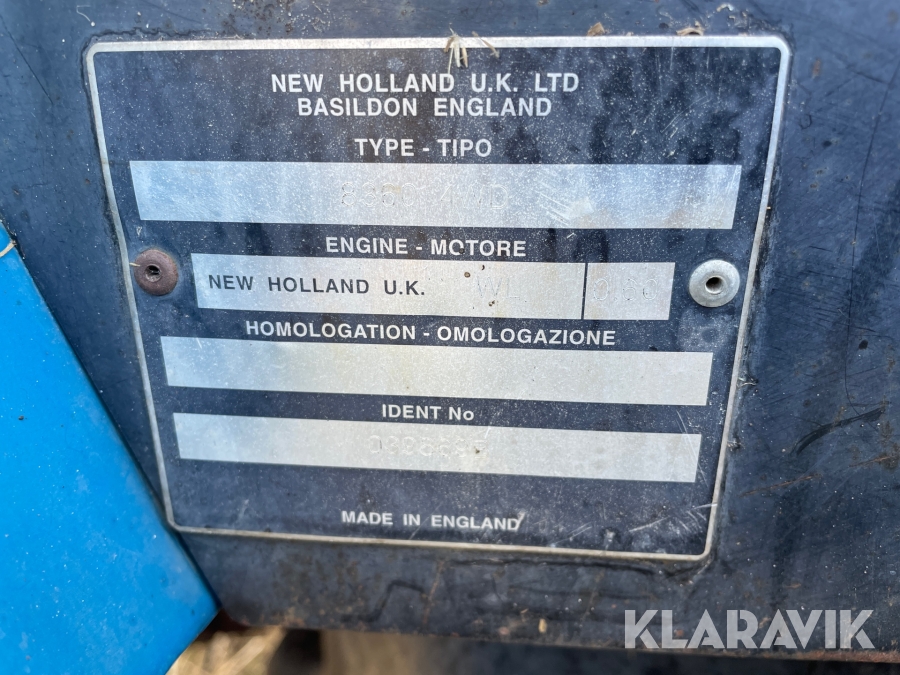 NEW HOLLAND U.K. LTD
BASILDON ENGLAND
TYPE - TIPO
4WD
ENGINE - MOTORE
NEW HOLLAND U.K.
HOMOLOGATION - OMOLOGAZIONE
IDENT No
MADE IN ENGLAND
KLARAVIK